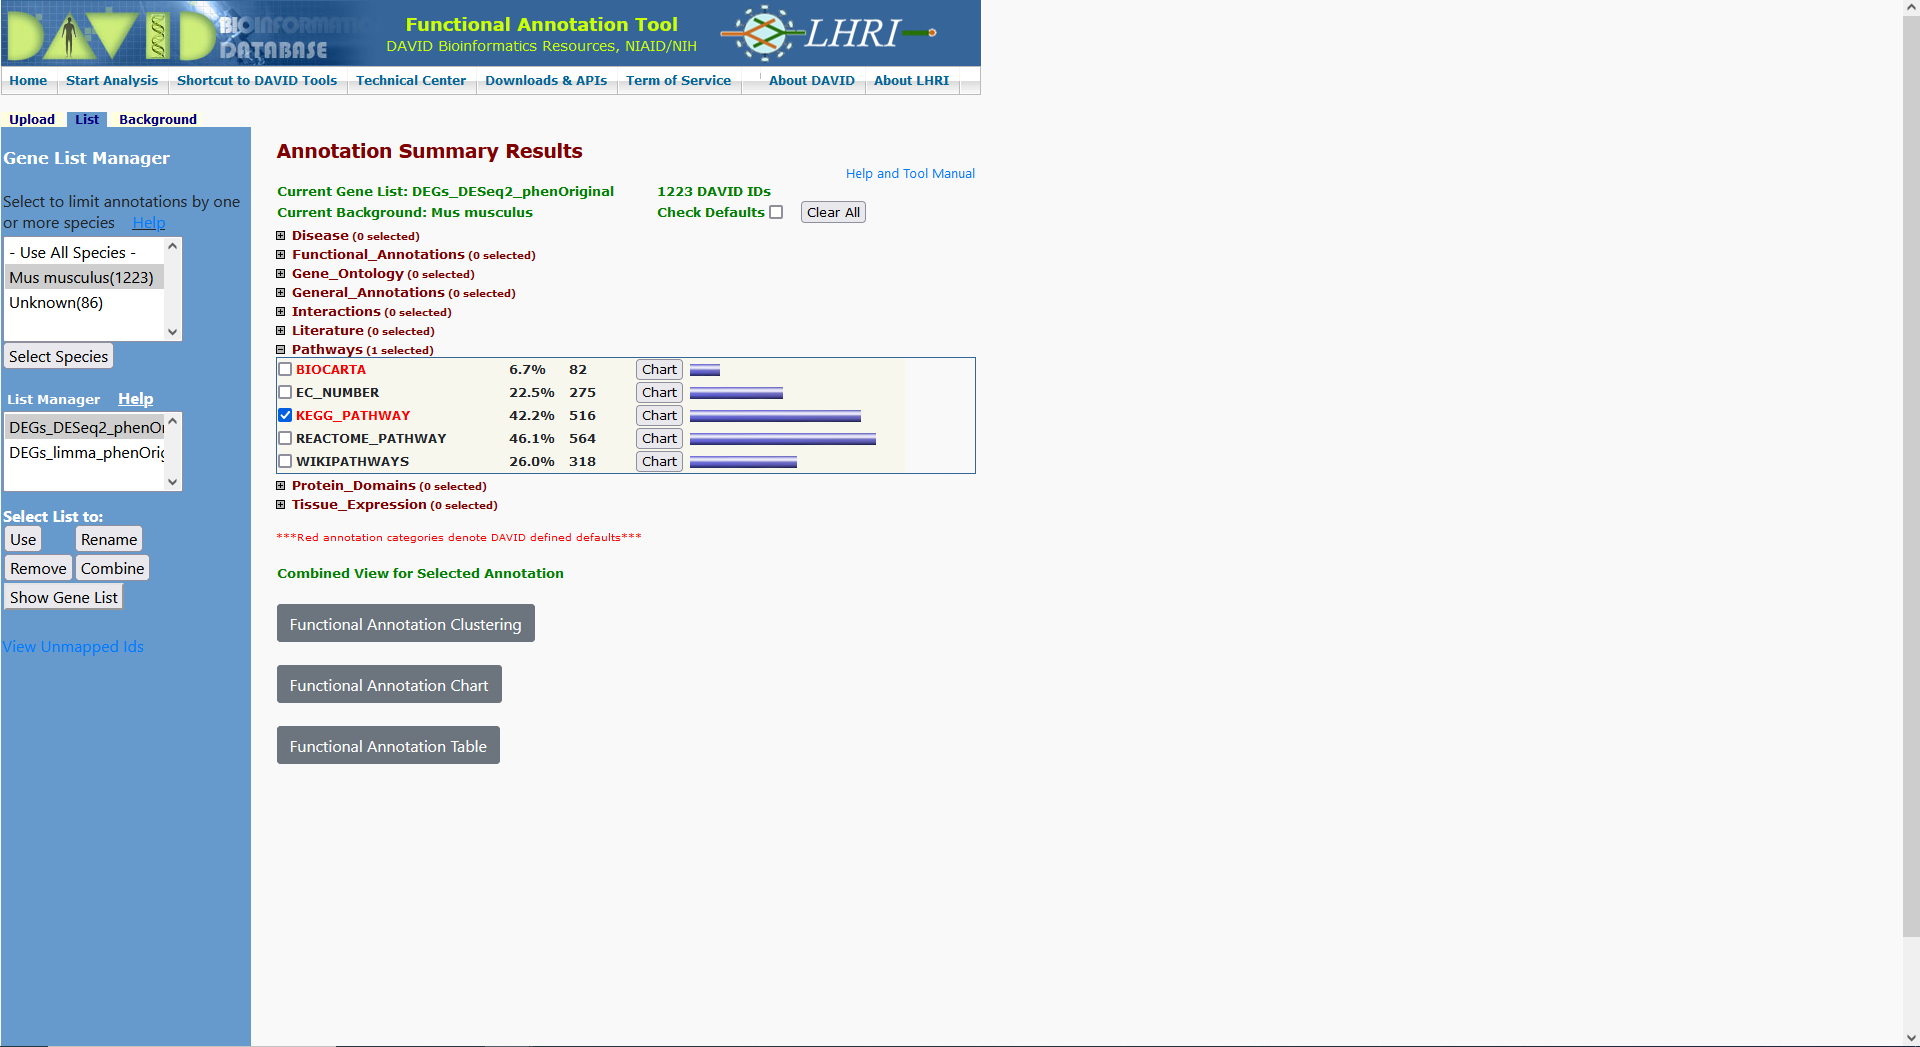 DAVID BIOINFORMATICS
DATABASE
Functional Annotation Tool
DAVID Bioinformatics Resources, NIAID/NIH
LHRI
Home Start Analysis Shortcut to DAVID Tools Technical Center Downloads & APIs Term of Service About DAVID About LHRI
Upload List Background
Gene List Manager
Select to limit annotations by one
or more species Help
- Use All Species -
Mus musculus(1223)
Unknown(86)
Select Species
List Manager Help
DEGs_DESeq2_phenOr
DEGs_limma_phenOrig
Select List to:
Use Rename
Remove Combine
Show Gene List
View Unmapped Ids
Annotation Summary Results
Help and Tool Manual
Current Gene List: DEGs_DESeq2_phenOriginal 1223 DAVID IDs
Current Background: Mus musculus Check Defaults Clear All
Disease (0 selected)
Functional_Annotations (0 selected)
Gene_Ontology (0 selected)
General_Annotations (0 selected)
Interactions (0 selected)
Literature (0 selected)
Pathways (1 selected)
BIOCARTA 6.7% 82 Chart
EC_NUMBER 22.5% 275 Chart
KEGG_PATHWAY 42.2% 516 Chart
REACTOME_PATHWAY 46.1% 564 Chart
WIKIPATHWAYS 26.0% 318 Chart
Protein_Domains (0 selected)
Tissue_Expression (0 selected)
***Red annotation categories denote DAVID defined defaults***
Combined View for Selected Annotation
Functional Annotation Clustering
Functional Annotation Chart
Functional Annotation Table